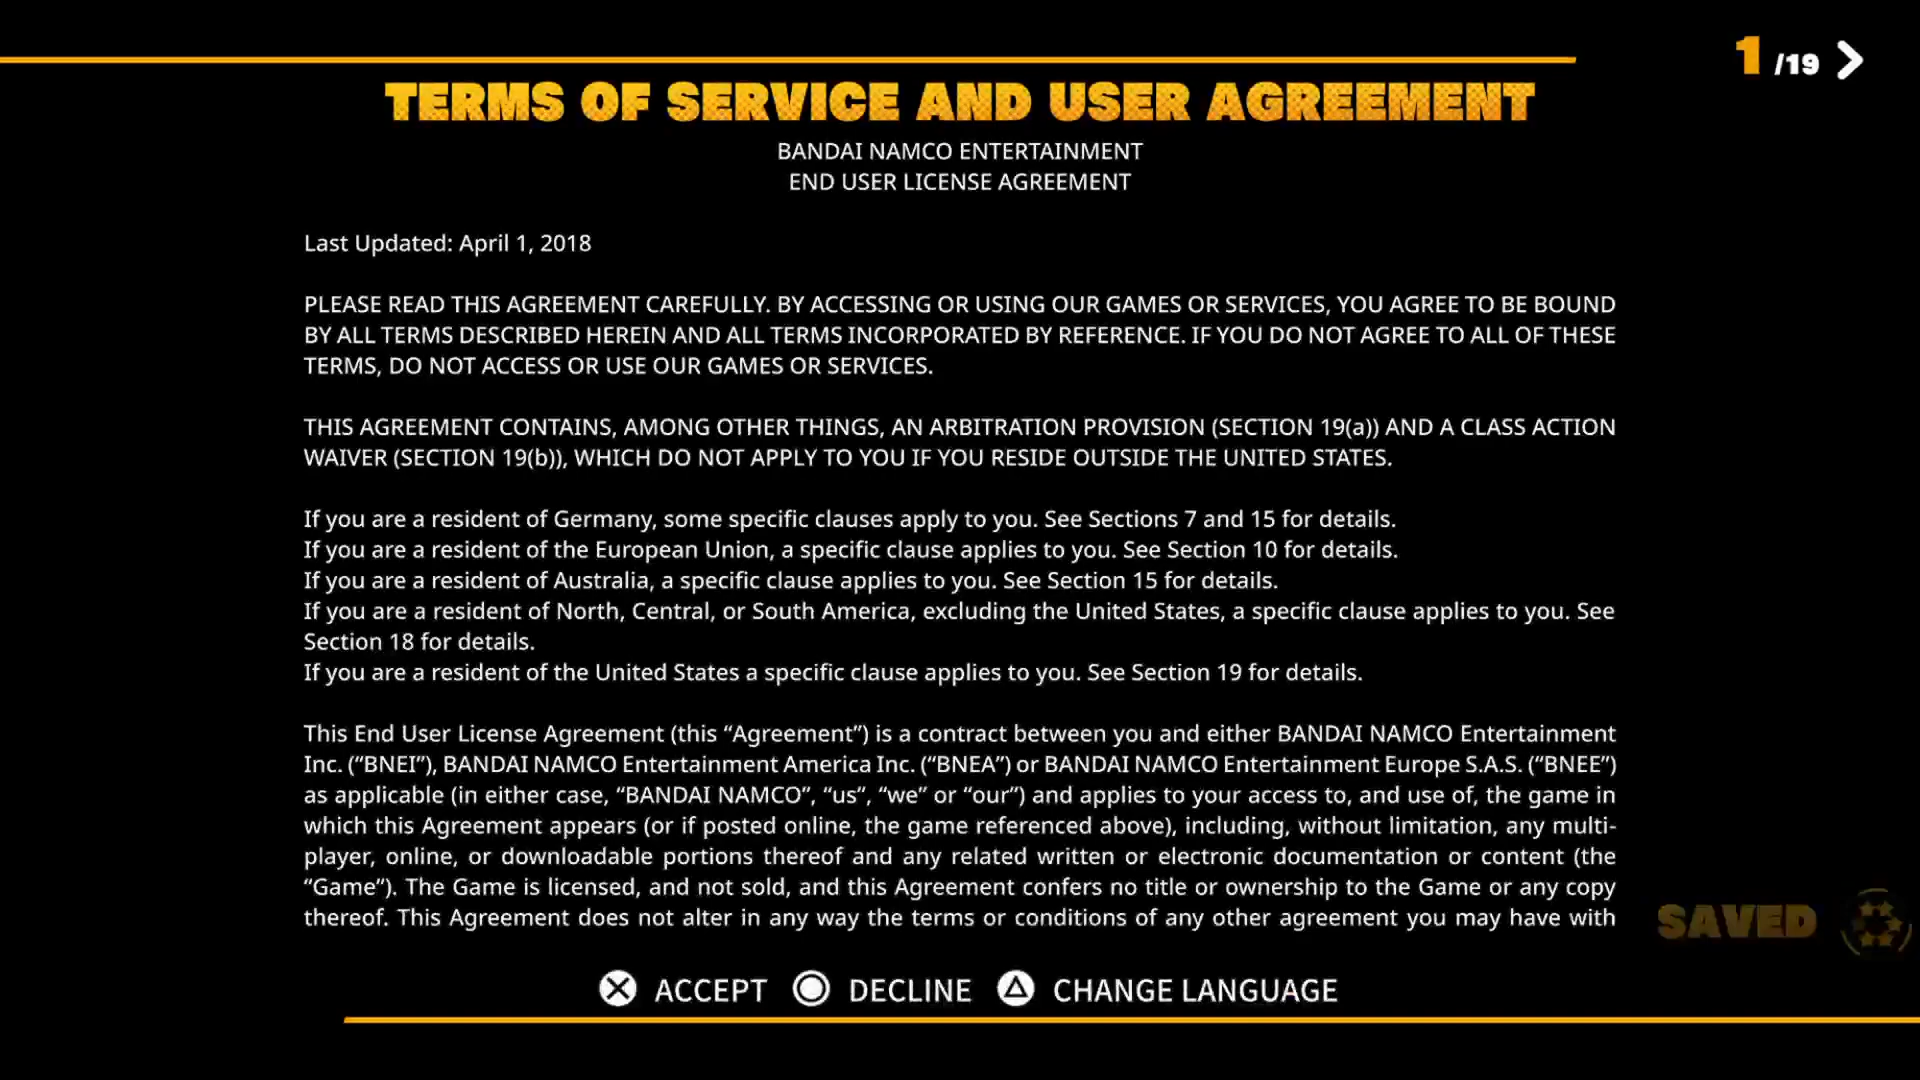 1 /19
TERMS OF SERVICE AND USER AGREEMENT
BANDAI NAMCO ENTERTAINMENT
END USER LICENSE AGREEMENT
Last Updated: April 1, 2018
PLEASE READ THIS AGREEMENT CAREFULLY. BY ACCESSING OR USING OUR GAMES OR SERVICES, YOU AGREE TO BE BOUND
BY ALL TERMS DESCRIBED HEREIN AND ALL TERMS INCORPORATED BY REFERENCE. IF YOU DO NOT AGREE TO ALL OF THESE
TERMS, DO NOT ACCESS OR USE OUR GAMES OR SERVICES.
THIS AGREEMENT CONTAINS, AMONG OTHER THINGS, AN ARBITRATION PROVISION (SECTION 19(a)) AND A CLASS ACTION
WAIVER (SECTION 19(b)), WHICH DO NOT APPLY TO YOU IF YOU RESIDE OUTSIDE THE UNITED STATES.
If you are a resident of Germany, some specific clauses apply to you. See Sections 7 and 15 for details.
If you are a resident of the European Union, a specific clause applies to you. See Section 10 for details.
If you are a resident of Australia, a specific clause applies to you. See Section 15 for details.
If you are a resident of North, Central, or South America, excluding the United States, a specific clause applies to you. See
Section 18 for details.
If you are a resident of the United States a specific clause applies to you. See Section 19 for details.
This End User License Agreement (this “Agreement”) is a contract between you and either BANDAI NAMCO Entertainment
Inc. (“BNEI”), BANDAI NAMCO Entertainment America Inc. (“BNEA”) or BANDAI NAMCO Entertainment Europe S.A.S. (“BNEE”)
as applicable (in either case, “BANDAI NAMCO”, “us”, “we” or “our”) and applies to your access to, and use of, the game in
which this Agreement appears (or if posted online, the game referenced above), including, without limitation, any multi-
player, online, or downloadable portions thereof and any related written or electronic documentation or content (the
“Game”). The Game is licensed, and not sold, and this Agreement confers no title or ownership to the Game or any copy
thereof. This Agreement does not alter in any way the terms or conditions of any other agreement you may have with
SAVED
ACCEPT DECLINE CHANGE LANGUAGE